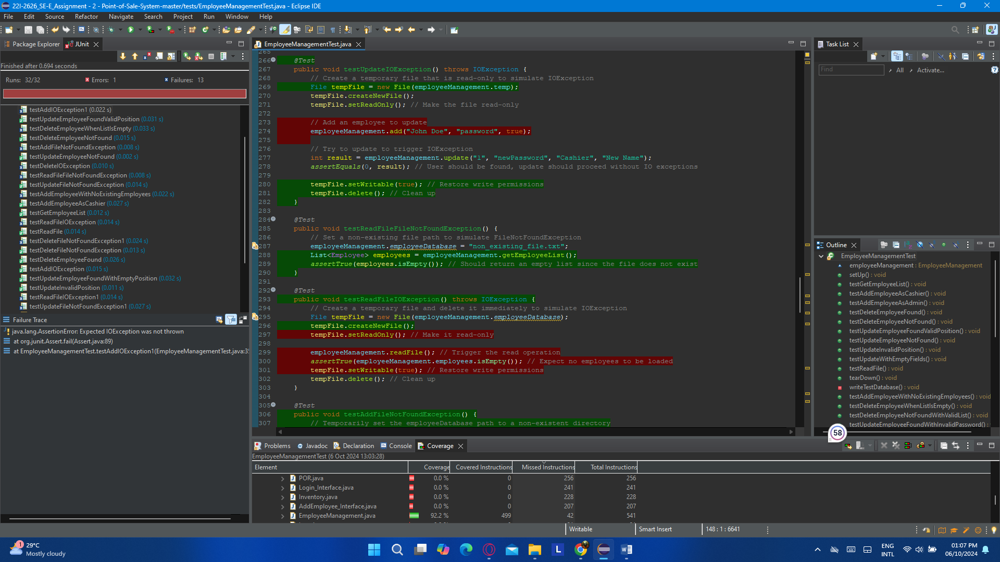 22I-2626_SE-E_Assignment - 2 - Point-of-Sale-System-master/tests/EmployeeManagementTest.java - Eclipse IDE
File Edit Source Refactor Navigate Search Project Run Window Help
Package Explorer JUnit
Finished after 0.694 seconds
Runs: 32/32 Errors: 1 Failures: 13
testAddIOException1 (0.022 s)
testUpdateEmployeeFoundValidPosition (0.031 s)
testDeleteEmployeeWhenListIsEmpty (0.033 s)
testDeleteEmployeeNotFound (0.015 s)
testAddFileNotFoundException (0.008 s)
testUpdateEmployeeNotFound (0.002 s)
testDeleteIOException (0.010 s)
testReadFileFileNotFoundException (0.008 s)
testUpdateFileNotFoundException (0.014 s)
testAddEmployeeWithNoExistingEmployees (0.022 s)
testAddEmployeeAsCashier (0.027 s)
testGetEmployeeList (0.012 s)
testReadFileIOException (0.014 s)
testReadFile (0.014 s)
testDeleteFileNotFoundException1 (0.024 s)
testDeleteFileNotFoundException (0.013 s)
testDeleteEmployeeFound (0.026 s)
testAddIOException (0.015 s)
testUpdateEmployeeFoundWithEmptyPosition (0.032 s)
testUpdateInvalidPosition (0.011 s)
testReadFileIOException1 (0.014 s)
testUpdateFileNotFoundException1 (0.027 s)
Failure Trace
java.lang.AssertionError: Expected IOException was not thrown
at org.junit.Assert.fail(Assert.java:89)
at EmployeeManagementTest.testAddIOException1(EmployeeManagementTest.java:3
EmployeeManagementTest.java
265
266 @Test
267 public void testUpdateIOException() throws IOException {
268 // Create a temporary file that is read-only to simulate IOException
269 File tempFile = new File(employeeManagement.temp);
270 tempFile.createNewFile();
271 tempFile.setReadOnly(); // Make the file read-only
272
273 // Add an employee to update
274 employeeManagement.add("John Doe", "password", true);
275
276 // Try to update to trigger IOException
277 int result = employeeManagement.update("1", "newPassword", "Cashier", "New Name");
278 assertEquals(0, result); // User should be found, update should proceed without IO exceptions
279
280 tempFile.setWritable(true); // Restore write permissions
281 tempFile.delete(); // Clean up
282 }
283
284 @Test
285 public void testReadFileFileNotFoundException() {
286 // Set a non-existing file path to simulate FileNotFoundException
287 employeeManagement.employeeDatabase = "non_existing_file.txt";
288 List<Employee> employees = employeeManagement.getEmployeeList();
289 assertTrue(employees.isEmpty()); // Should return an empty list since the file does not exist
290 }
291
292 @Test
293 public void testReadFileIOException() throws IOException {
294 // Create a temporary file and delete it immediately to simulate IOException
295 File tempFile = new File(employeeManagement.employeeDatabase);
296 tempFile.createNewFile();
297 tempFile.setReadOnly(); // Make it read-only
298
299 employeeManagement.readFile(); // Trigger the read operation
300 assertTrue(employeeManagement.employees.isEmpty()); // Expect no employees to be loaded
301 tempFile.setWritable(true); // Restore write permissions
302 tempFile.delete(); // Clean up
303 }
304
305 @Test
306 public void testAddFileNotFoundException() {
307 // Temporarily set the employeeDatabase path to a non-existent directory
Problems Javadoc Declaration Console Coverage
EmployeeManagementTest (6 Oct 2024 13:03:28)
Element Coverage Covered Instructions Missed Instructions Total Instructions
POR.java 0.0 % 0 256 256
Login_Interface.java 0.0 % 0 241 241
Inventory.java 0.0 % 0 228 228
AddEmployee_Interface.java 0.0 % 0 207 207
EmployeeManagement.java 92.2 % 499 42 541
Task List
Find All Activate...
Outline
EmployeeManagementTest
employeeManagement : EmployeeManagement
setUp() : void
testGetEmployeeList() : void
testAddEmployeeAsCashier() : void
testAddEmployeeAsAdmin() : void
testDeleteEmployeeFound() : void
testDeleteEmployeeNotFound() : void
testUpdateEmployeeFoundValidPosition() : void
testUpdateEmployeeNotFound() : void
testUpdateInvalidPosition() : void
testUpdateWithEmptyFields() : void
testReadFile() : void
tearDown() : void
writeTestDatabase() : void
testAddEmployeeWithNoExistingEmployees() : void
testDeleteEmployeeWhenListIsEmpty() : void
testDeleteEmployeeNotFoundWithValidList() : void
testUpdateEmployeeFoundWithInvalidPassword() :
58
Writable Smart Insert 148 : 1 : 6641
1
29°C
Mostly cloudy
ENG
INTL
01:07 PM
06/10/2024